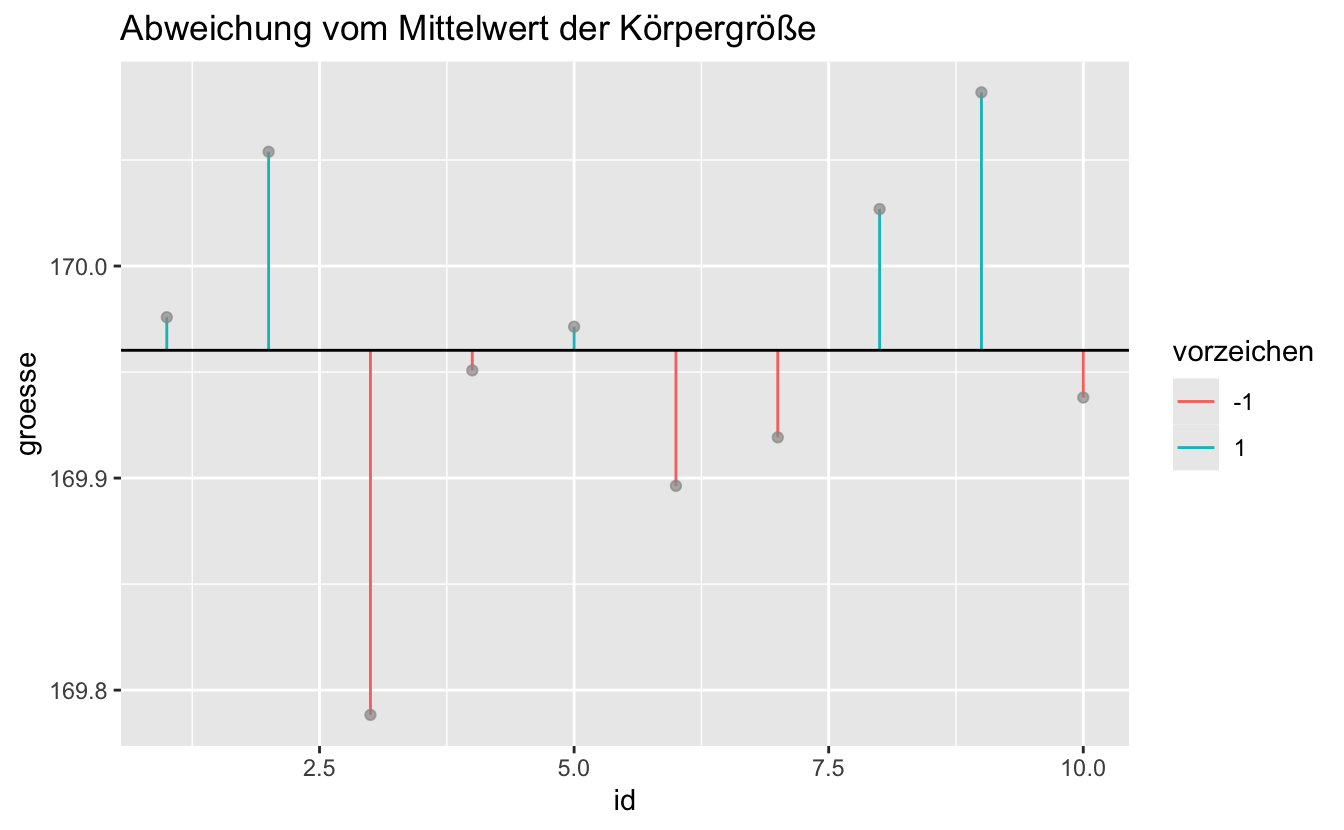 Abweichung vom Mittelwert der Körpergröße
170.0
169.9
169.8
groesse
2.5 5.0 7.5 10.0
id
vorzeichen
-1
1